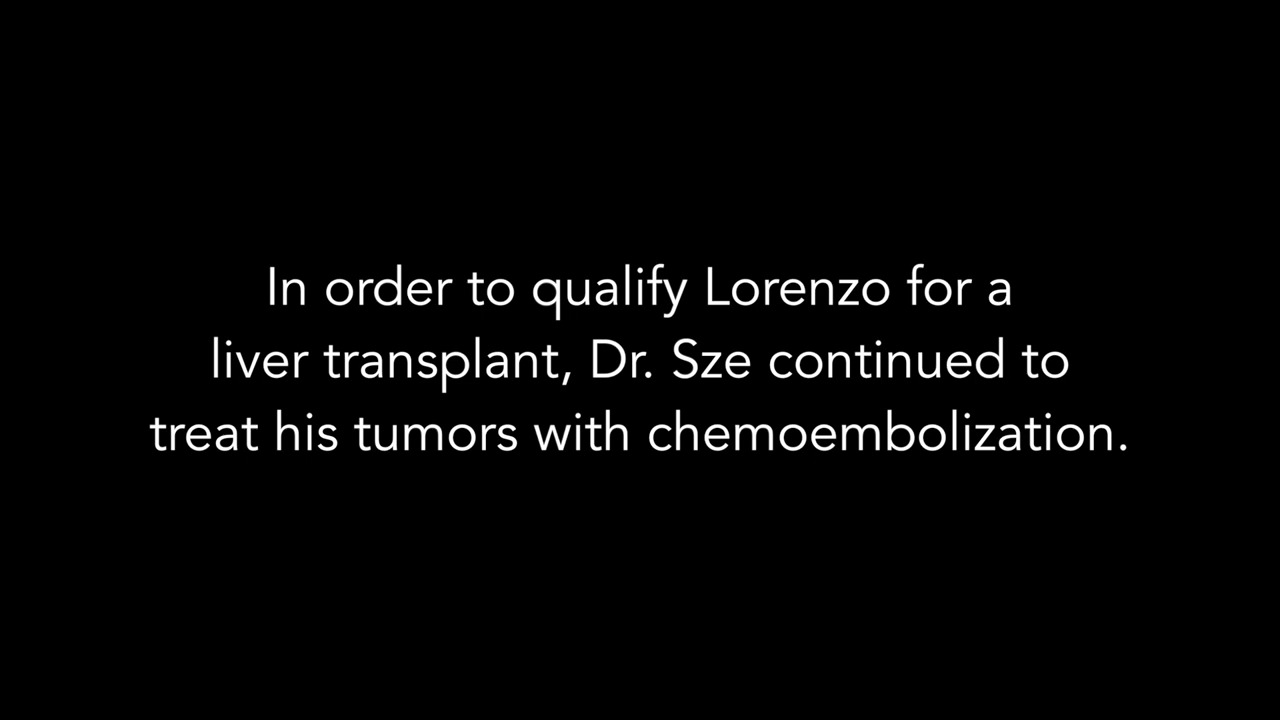 In order to qualify Lorenzo for a
liver transplant, Dr. Sze continued to
treat his tumors with chemoembolization.